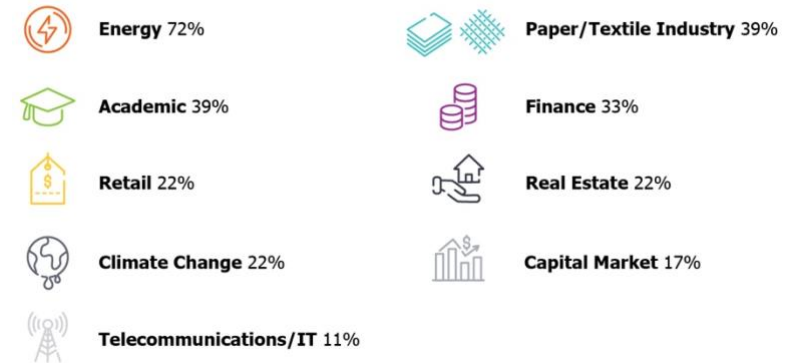 Energy 72%
Paper/Textile Industry 39%
Academic 39%
Finance 33%
$
Retail 22%
Real Estate 22%
Climate Change 22%
$
Capital Market 17%
Telecommunications/IT 11%